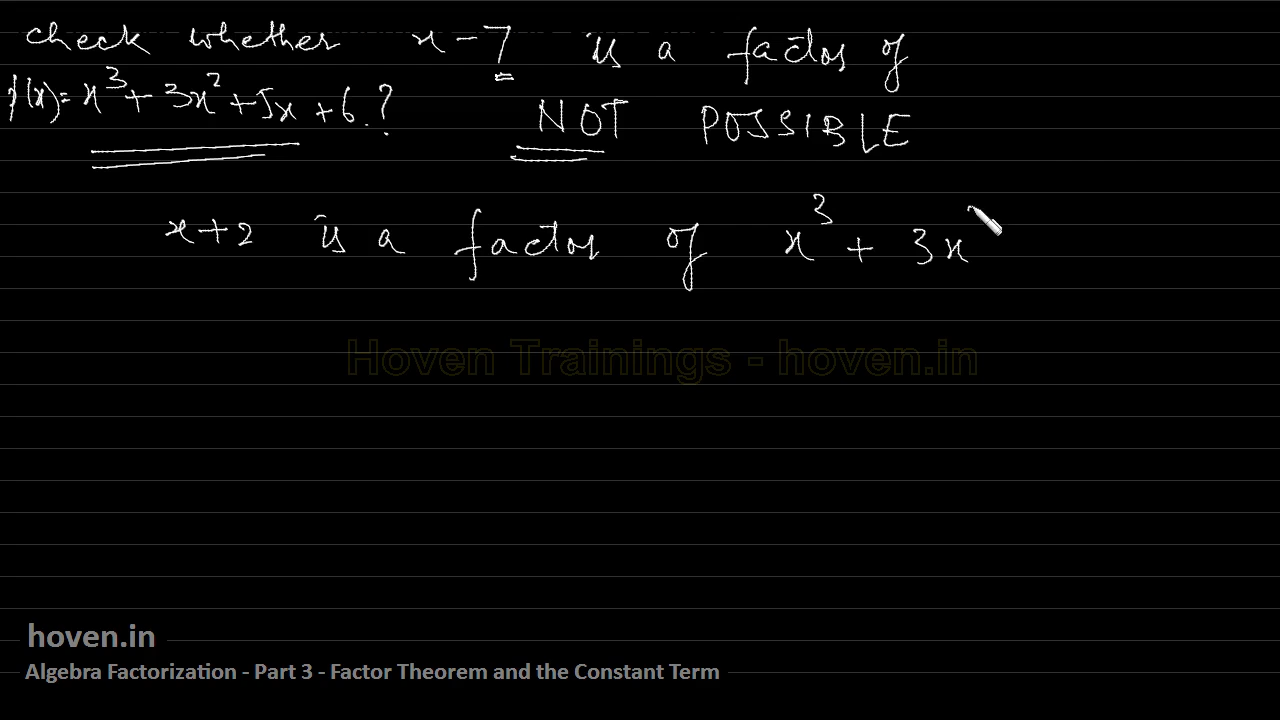 check whether x - 7 is a factor of
f(x) = x³ + 3x² + 5x + 6 . ?
NOT POSSIBLE
x + 2 is a factor of x³ + 3x
Hoven Trainings - hoven.in
hoven.in
Algebra Factorization - Part 3 - Factor Theorem and the Constant Term